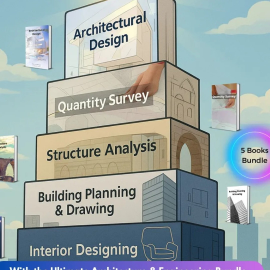 Architectural
Design
Quantity Survey
Structure Analysis
5 Books
Bundle
Building Planning
& Drawing
Interior Designing